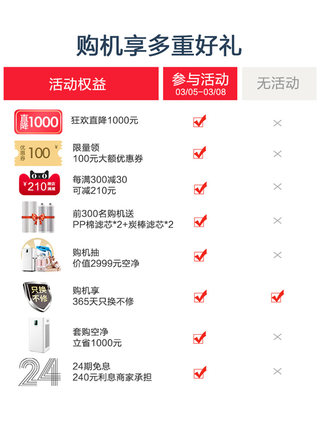 购机享多重好礼
活动权益
参与活动
03/05-03/08
无活动
直降
1000
狂欢直降1000元
优惠券
100
限量领
100元大额优惠券
￥210
每满300减30
可减210元
前300名购机送
PP棉滤芯*2+炭棒滤芯*2
购机抽
价值2999元空净
只换
不修
购机享
365天只换不修
套购空净
立省1000元
24
24期免息
240元利息商家承担